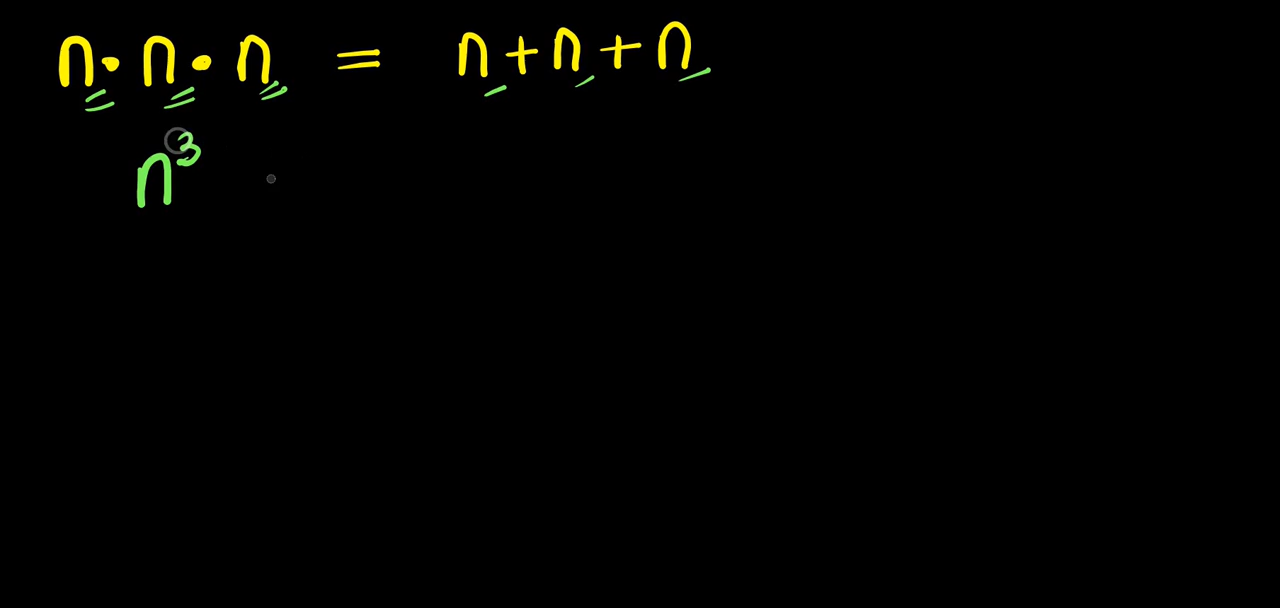 n · n · n = n + n + n
n³